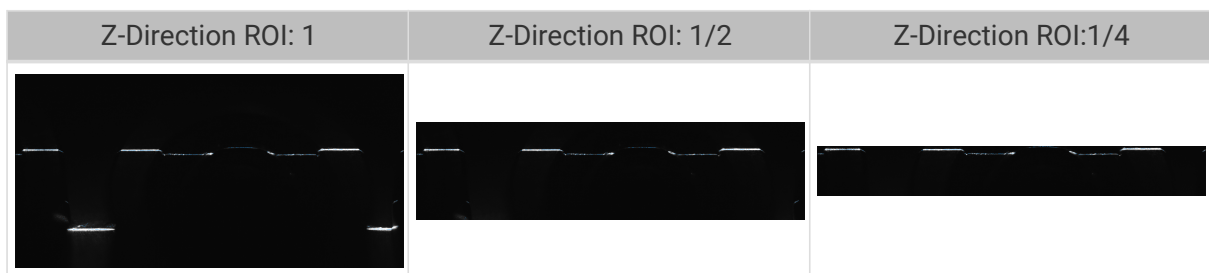 Z-Direction ROI: 1
Z-Direction ROI: 1/2
Z-Direction ROI:1/4